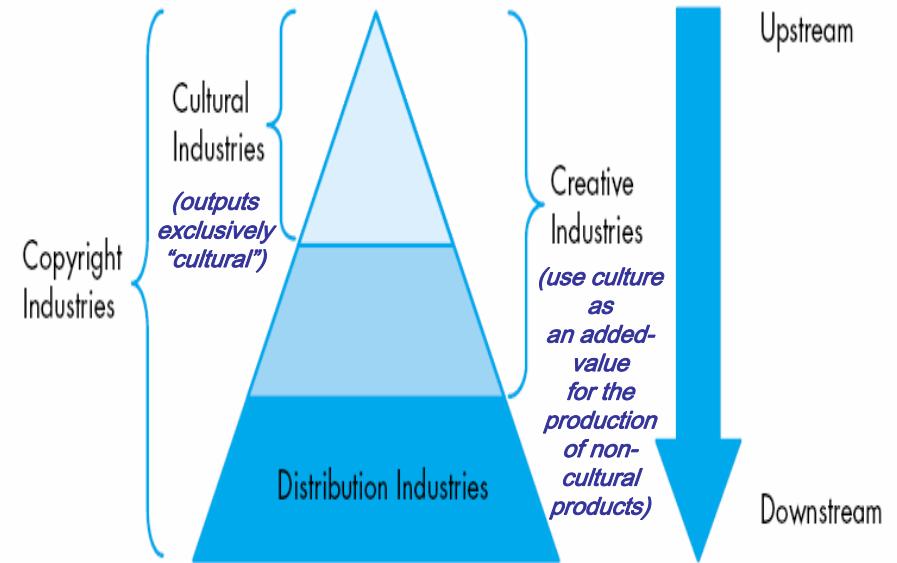 Copyright
Industries
Cultural
Industries
(outputs
exclusively
“cultural”)
Distribution Industries
Creative
Industries
(use culture
as
an added-
value
for the
production
of non-
cultural
products)
Upstream
Downstream